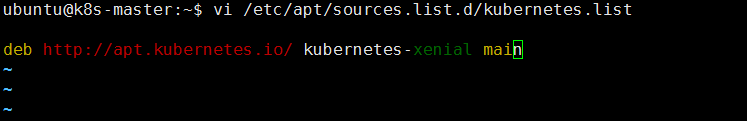 ubuntu@k8s-master:~$ vi /etc/apt/sources.list.d/kubernetes.list
deb http://apt.kubernetes.io/ kubernetes-xenial main
~
~
~